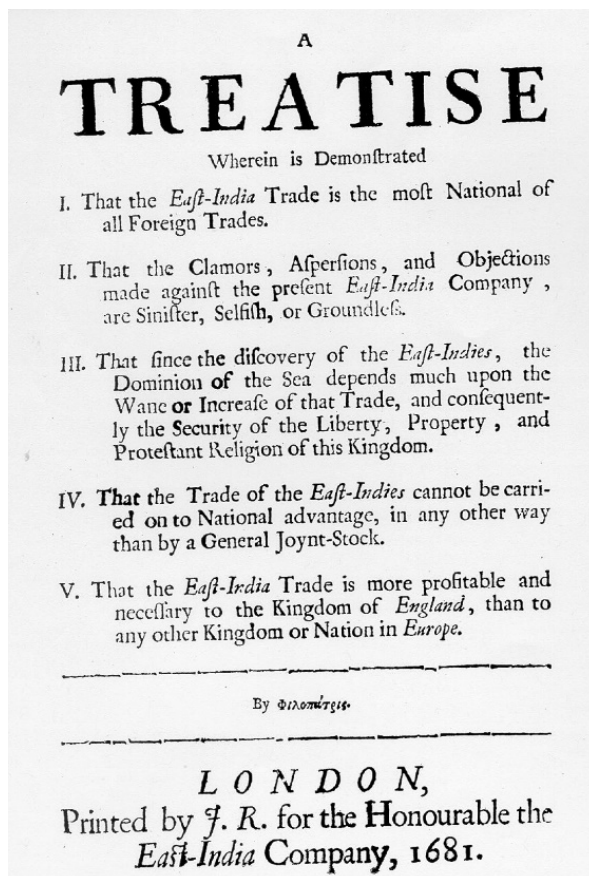 A
TREATISE
Wherein is Demonſtrated
I. That the Eaſt-India Trade is the moſt National of
all Foreign Trades.
II. That the Clamors, Aſperſions, and Objections
made againſt the preſent Eaſt-India Company,
are Siniſter, Selfiſh, or Groundleſs.
III. That ſince the diſcovery of the Eaſt-Indies, the
Dominion of the Sea depends much upon the
Wane or Increaſe of that Trade, and conſequent-
ly the Security of the Liberty, Property, and
Proteſtant Religion of this Kingdom.
IV. That the Trade of the Eaſt-Indies cannot be carri-
ed on to National advantage, in any other way
than by a General Joynt-Stock.
V. That the Eaſt-India Trade is more profitable and
neceſſary to the Kingdom of England, than to
any other Kingdom or Nation in Europe.
By Φιλοπάτρις.
LONDON,
Printed by J. R. for the Honourable the
Eaſt-India Company, 1681.